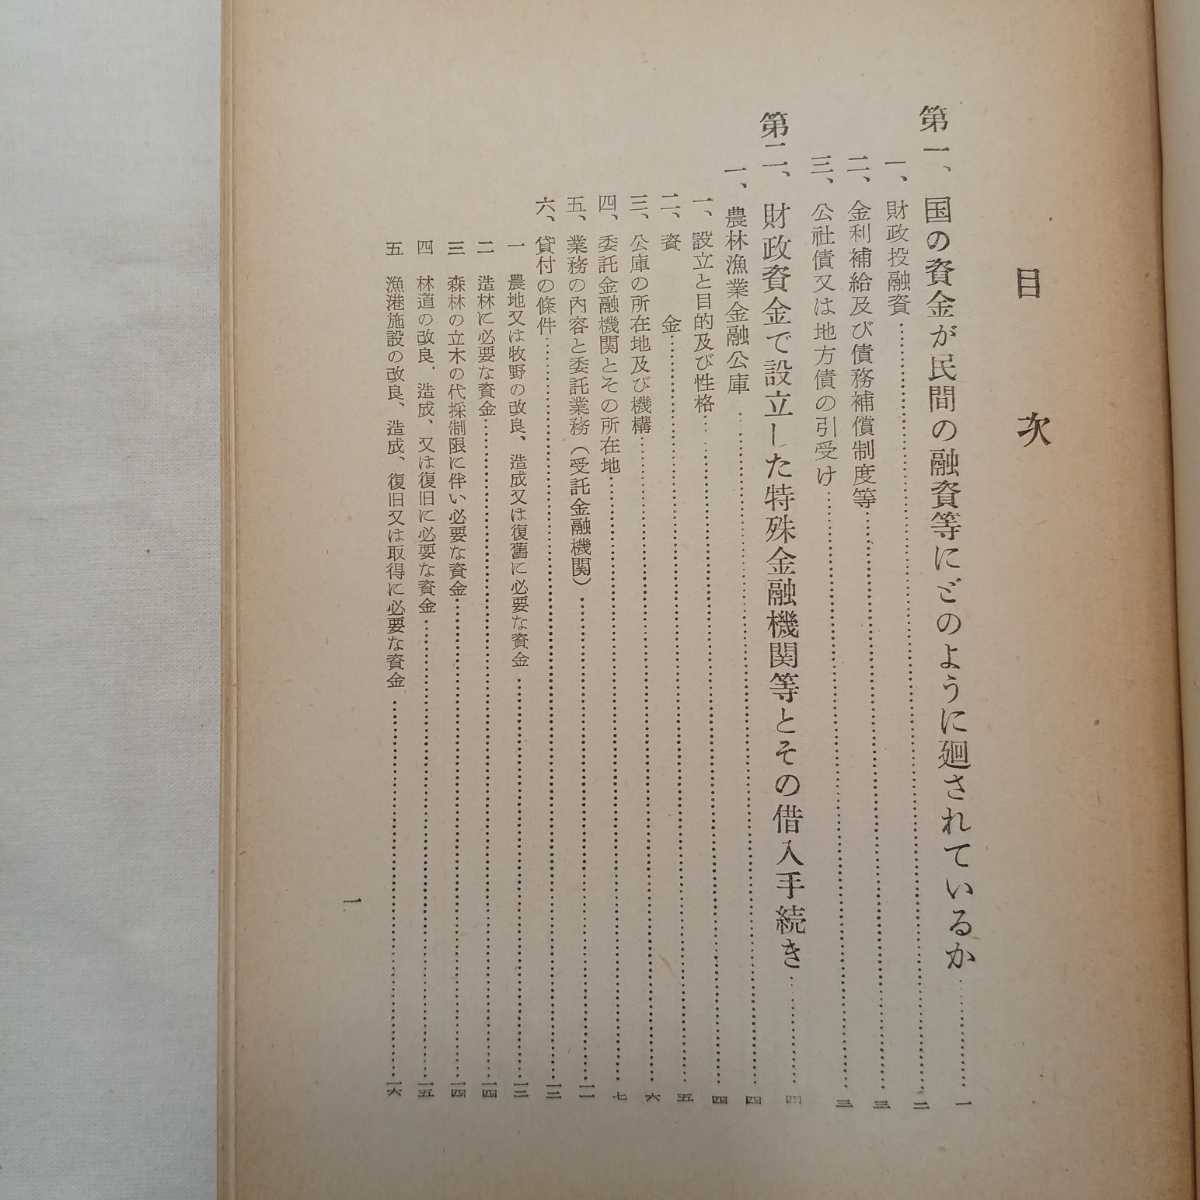 目次
第一、国の資金が民間の融資等にどのように廻されているか…………一
一、財政投融資…………二
二、金利補給及び債務補償制度等…………三
三、公社債又は地方債の引受け…………三
第二、財政資金で設立した特殊金融機関等とその借入手続き…………四
一、農林漁業金融公庫…………四
一、設立と目的及び性格…………四
二、資金…………五
三、公庫の所在地及び機構…………六
四、委託金融機関とその所在地…………七
五、業務の内容と委託業務（受託金融機関）…………一一
六、貸付の條件…………一三
一 農地又は牧野の改良、造成又は復舊に必要な資金…………一三
二 造林に必要な資金…………一四
三 森林の立木の代採制限に伴い必要な資金…………一四
四 林道の改良、造成、又は復旧に必要な資金…………一五
五 漁港施設の改良、造成、復旧又は取得に必要な資金…………一六
一